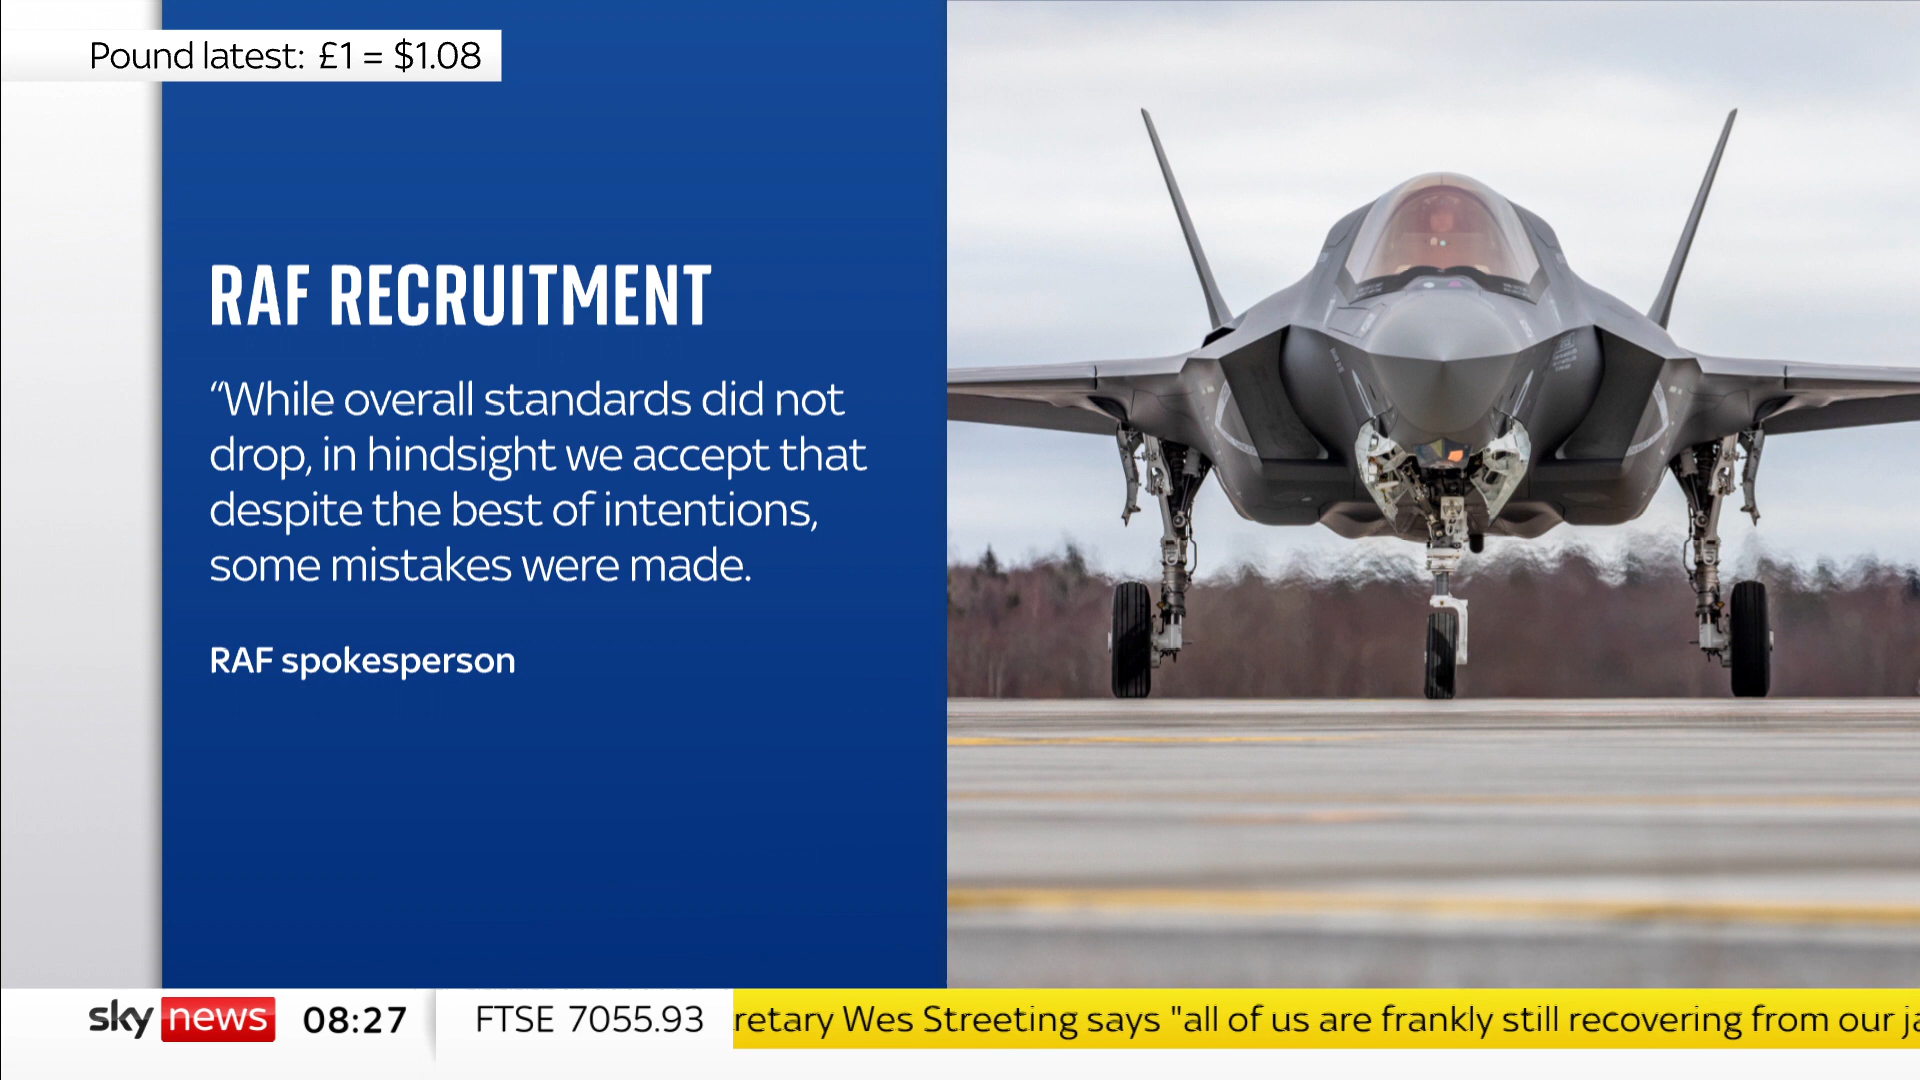 Pound latest: £1 = $1.08
RAF RECRUITMENT
“While overall standards did not
drop, in hindsight we accept that
despite the best of intentions,
some mistakes were made.
RAF spokesperson
sky news 08:27 FTSE 7055.93 retary Wes Streeting says "all of us are frankly still recovering from our ja